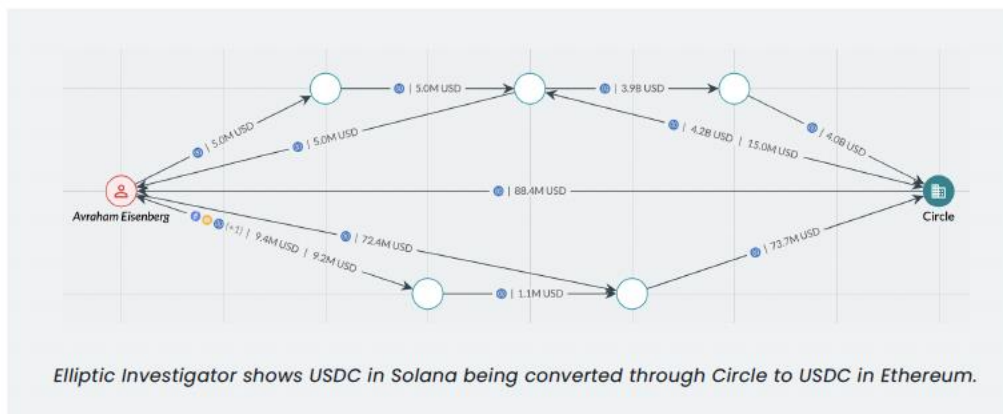 5.0M USD
3.9B USD
5.0M USD
5.0M USD
4.2B USD | 15.0M USD
4.0B USD
88.4M USD
Avraham Eisenberg
Circle
(+1) | 9.4M USD | 9.2M USD
72.4M USD
73.7M USD
1.1M USD
Elliptic Investigator shows USDC in Solana being converted through Circle to USDC in Ethereum.